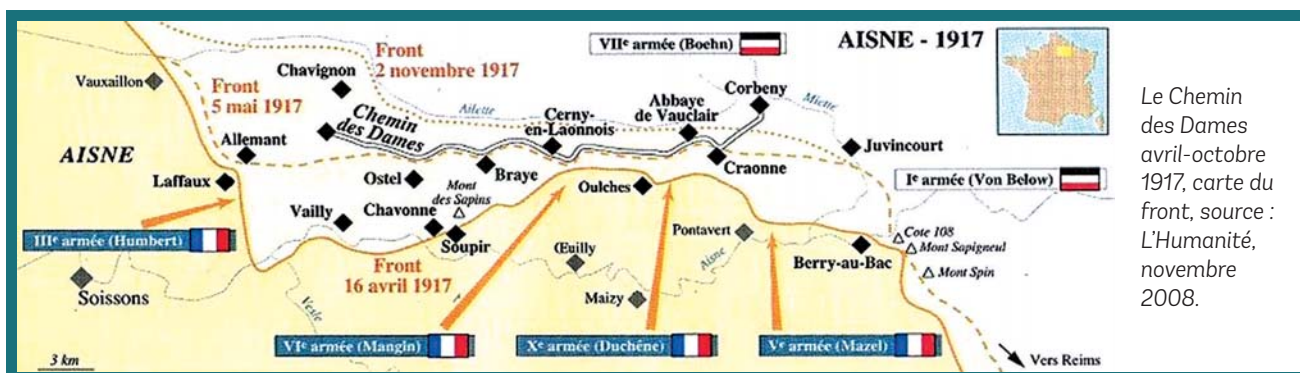 VIIe armée (Boehn)
AISNE - 1917
Front
2 novembre 1917
Chavignon
Vauxaillon
Front
5 mai 1917
Corbeny
Ailette
Miette
Abbaye
de Vauclair
Cerny-
en-Laonnois
Chemin
des Dames
Allemant
Juvincourt
AISNE
Craonne
Braye
Laffaux
Ostel
Oulches
Ie armée (Von Below)
Mont
des Sapins
Vailly
Chavonne
IIIe armée (Humbert)
Soupir
Pontavert
Cote 108
Mont Sapigneul
Œuilly
Aisne
Berry-au-Bac
Mont Spin
Front
16 avril 1917
Soissons
Vesle
Maizy
VIe armée (Mangin)
Xe armée (Duchêne)
Ve armée (Mazel)
3 km
Vers Reims
Le Chemin
des Dames
avril-octobre
1917, carte du
front, source :
L'Humanité,
novembre
2008.